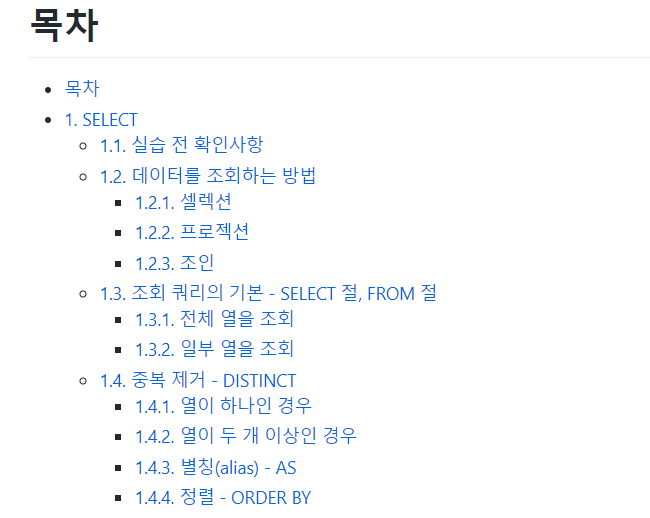 목차
목차
1. SELECT
1.1. 실습 전 확인사항
1.2. 데이터를 조회하는 방법
1.2.1. 셀렉션
1.2.2. 프로젝션
1.2.3. 조인
1.3. 조회 쿼리의 기본 - SELECT 절, FROM 절
1.3.1. 전체 열을 조회
1.3.2. 일부 열을 조회
1.4. 중복 제거 - DISTINCT
1.4.1. 열이 하나인 경우
1.4.2. 열이 두 개 이상인 경우
1.4.3. 별칭(alias) - AS
1.4.4. 정렬 - ORDER BY